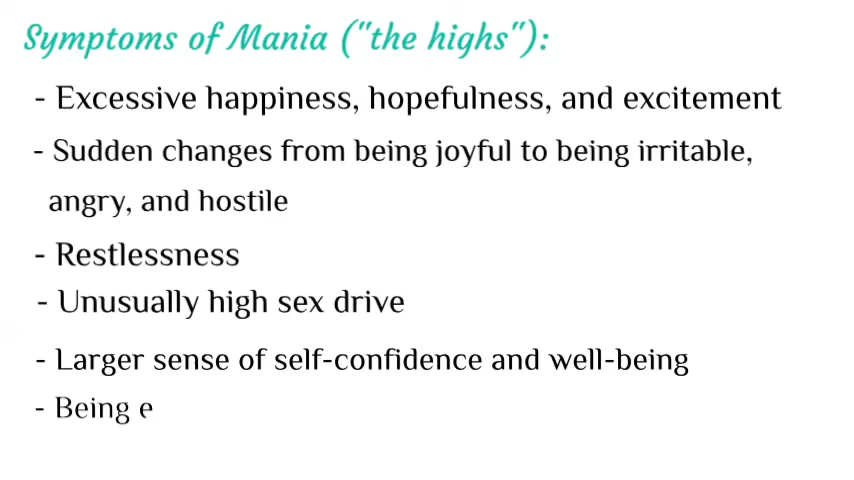 Symptoms of Mania ("the highs"):
- Excessive happiness, hopefulness, and excitement
- Sudden changes from being joyful to being irritable,
angry, and hostile
- Restlessness
- Unusually high sex drive
- Larger sense of self-confidence and well-being
- Being e